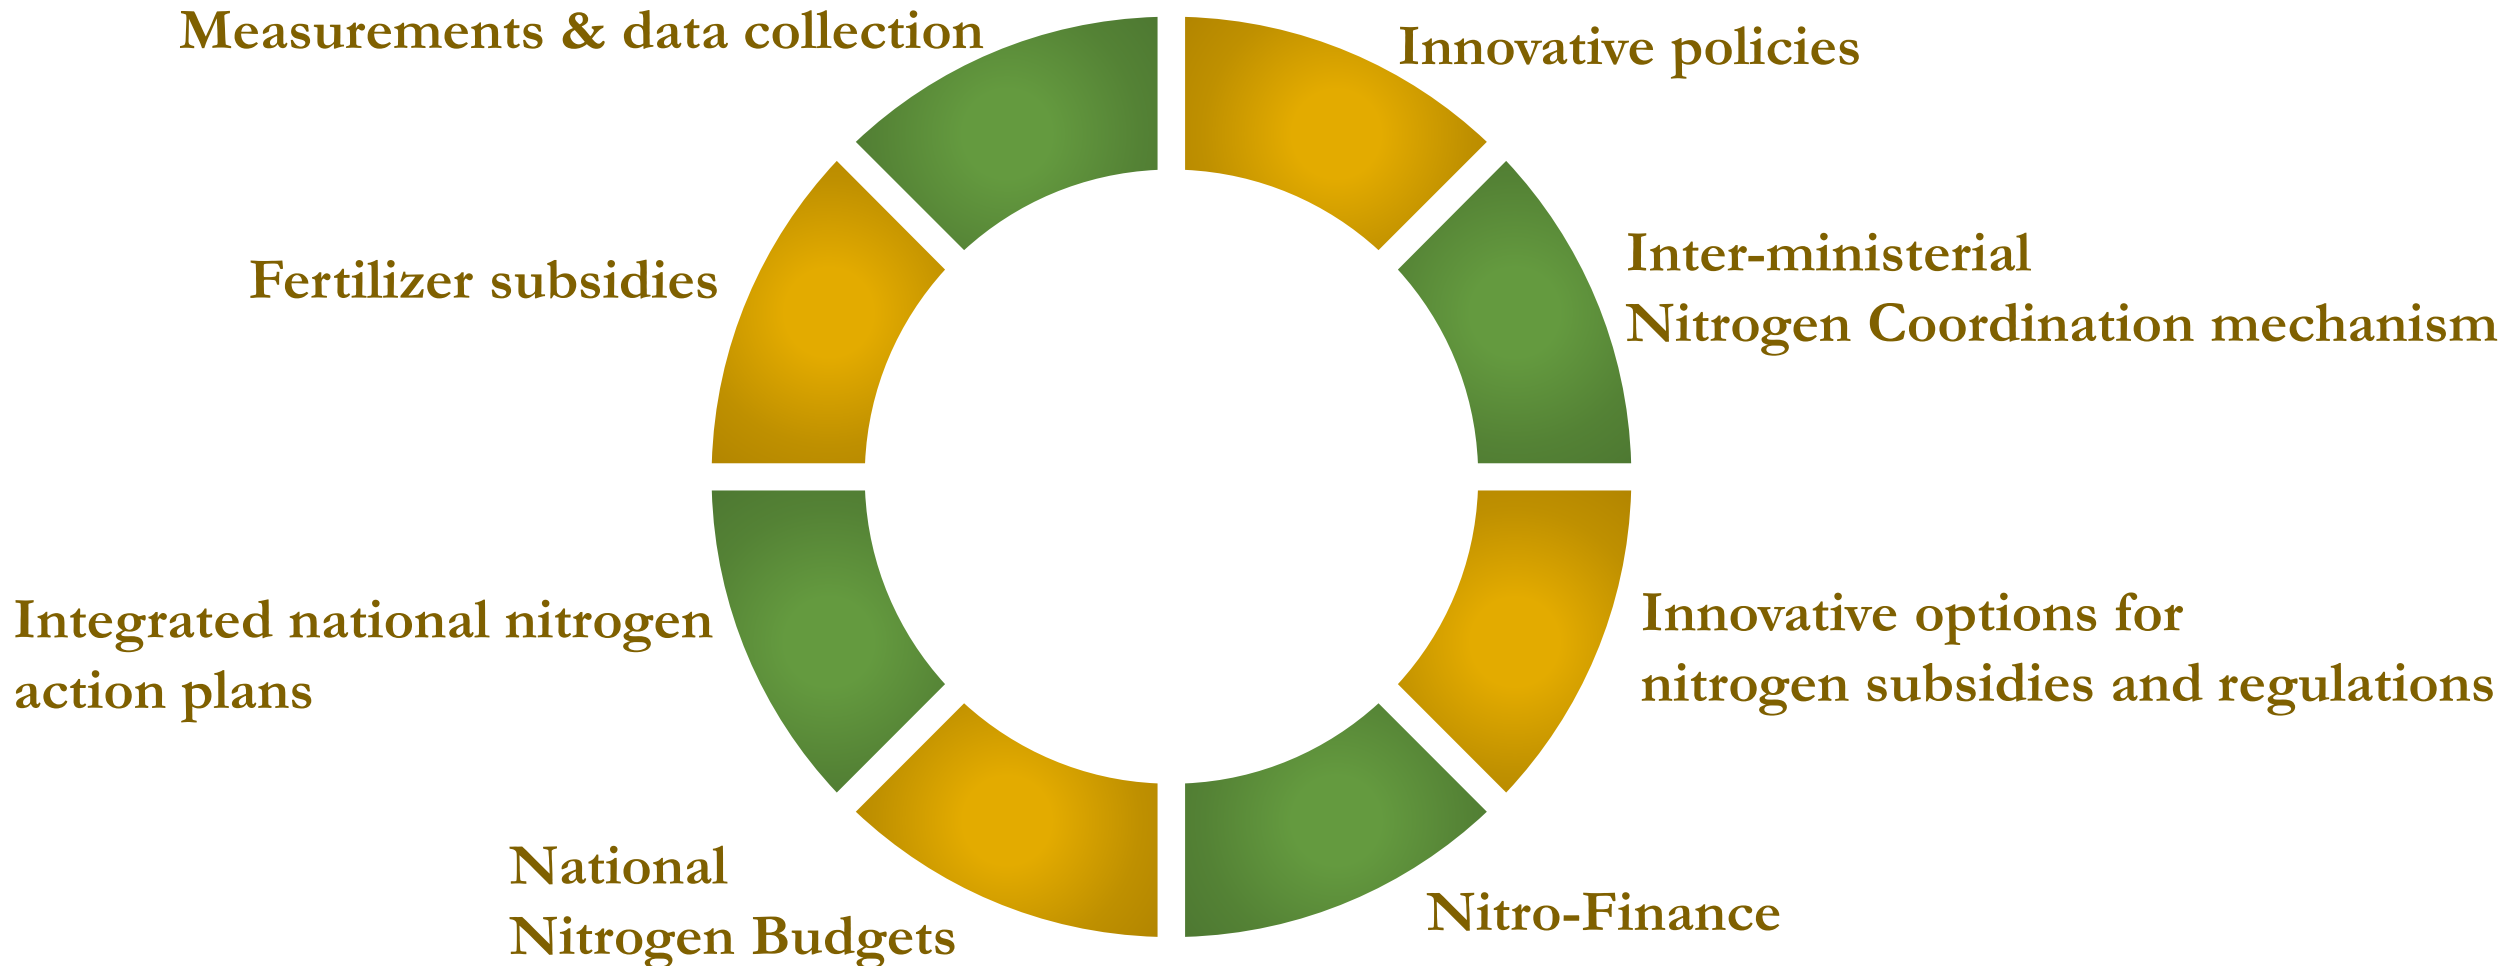 Measurements & data collection
Innovative policies
Fertilizer subsidies
Inter-ministerial
Nitrogen Coordination mechanism
Integrated national nitrogen
action plans
Innovative options for
nitrogen subsidies and regulations
National
Nitrogen Budgets
Nitro-Finance